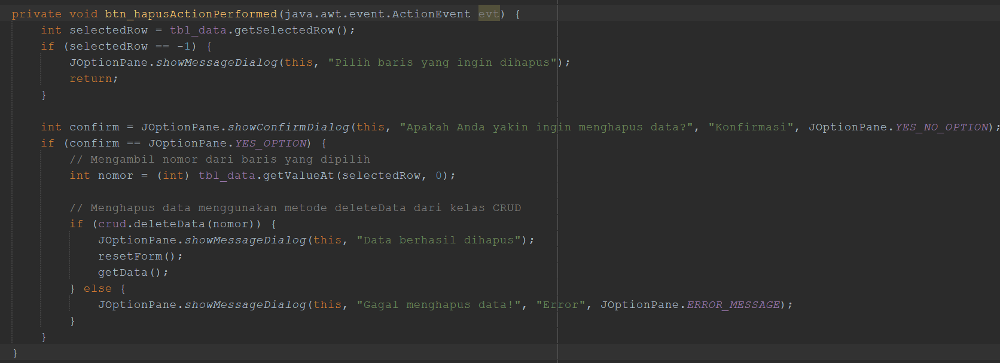 private void btn_hapusActionPerformed(java.awt.event.ActionEvent evt) {
    int selectedRow = tbl_data.getSelectedRow();
    if (selectedRow == -1) {
        JOptionPane.showMessageDialog(this, "Pilih baris yang ingin dihapus");
        return;
    }

    int confirm = JOptionPane.showConfirmDialog(this, "Apakah Anda yakin ingin menghapus data?", "Konfirmasi", JOptionPane.YES_NO_OPTION);
    if (confirm == JOptionPane.YES_OPTION) {
        // Mengambil nomor dari baris yang dipilih
        int nomor = (int) tbl_data.getValueAt(selectedRow, 0);

        // Menghapus data menggunakan metode deleteData dari kelas CRUD
        if (crud.deleteData(nomor)) {
            JOptionPane.showMessageDialog(this, "Data berhasil dihapus");
            resetForm();
            getData();
        } else {
            JOptionPane.showMessageDialog(this, "Gagal menghapus data!", "Error", JOptionPane.ERROR_MESSAGE);
        }
    }
}